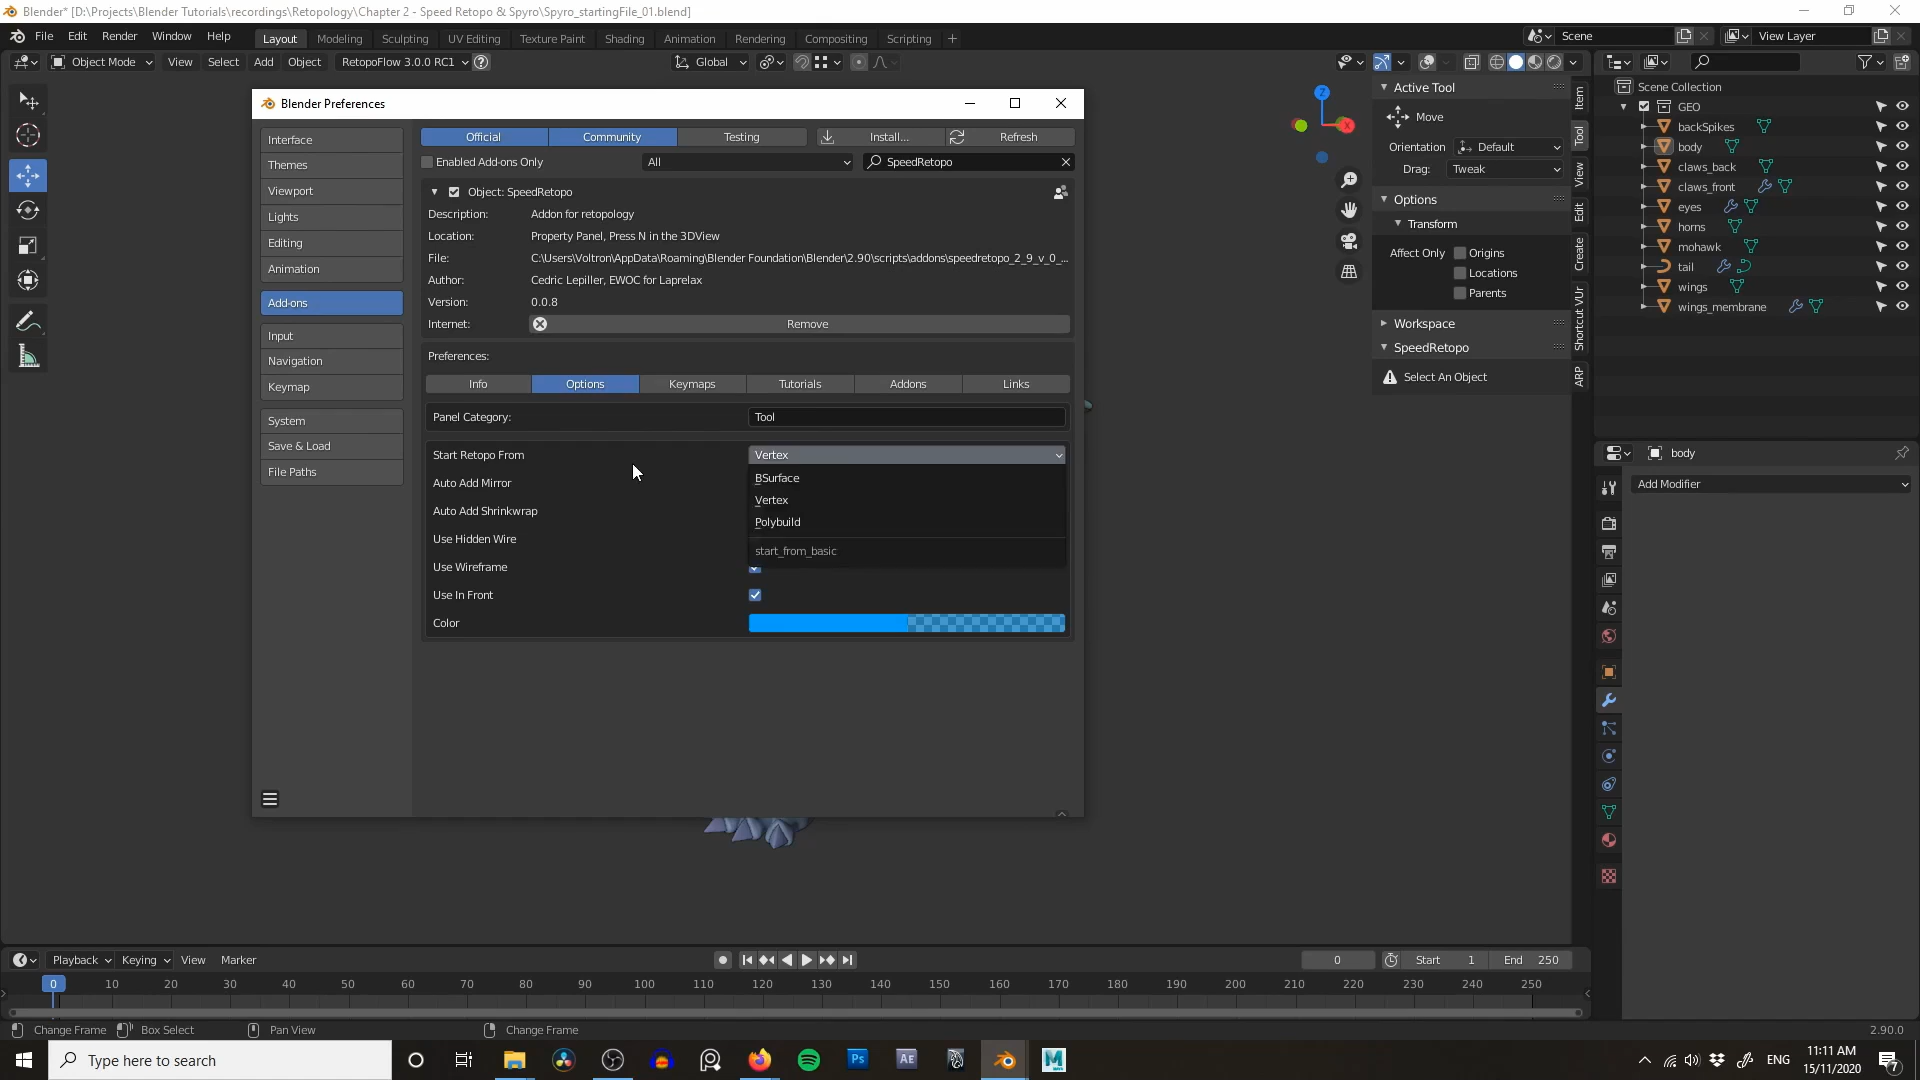 Blender* [D:\Projects\Blender Tutorials\recordings\Retopology\Chapter 2 - Speed Retopo & Spyro\Spyro_startingFile_01.blend]
File Edit Render Window Help Layout Modeling Sculpting UV Editing Texture Paint Shading Animation Rendering Compositing Scripting + Scene View Layer
Object Mode View Select Add Object RetopoFlow 3.0.0 RC1 Global
Blender Preferences
Interface
Themes
Viewport
Lights
Editing
Animation
Add-ons
Input
Navigation
Keymap
System
Save & Load
File Paths
Official Community Testing Install... Refresh
Enabled Add-ons Only All SpeedRetopo
Object: SpeedRetopo
Description: Addon for retopology
Location: Property Panel, Press N in the 3DView
File: C:\Users\Voltron\AppData\Roaming\Blender Foundation\Blender\2.90\scripts\addons\speedretopo_2_9_v_0_...
Author: Cedric Lepiller, EWOC for Laprelax
Version: 0.0.8
Internet: Remove
Preferences:
Info Options Keymaps Tutorials Addons Links
Panel Category: Tool
Start Retopo From Vertex
Auto Add Mirror
Auto Add Shrinkwrap
Use Hidden Wire
Use Wireframe
Use In Front
Color
BSurface
Vertex
Polybuild
start_from_basic
Z
Active Tool
Move
Orientation Default
Drag: Tweak
Options
Transform
Affect Only Origins
Locations
Parents
Workspace
SpeedRetopo
Select An Object
Item
Tool
View
Edit
Create
Shortcut VUr
ARP
Scene Collection
GEO
backSpikes
body
claws_back
claws_front
eyes
horns
mohawk
tail
wings
wings_membrane
body
Add Modifier
Playback Keying View Marker 0 Start 1 End 250
0 10 20 30 40 50 60 70 80 90 100 110 120 130 140 150 160 170 180 190 200 210 220 230 240 250
Change Frame Box Select Pan View Change Frame 2.90.0
Type here to search Ps Ae M ENG 11:11 AM
15/11/2020 7